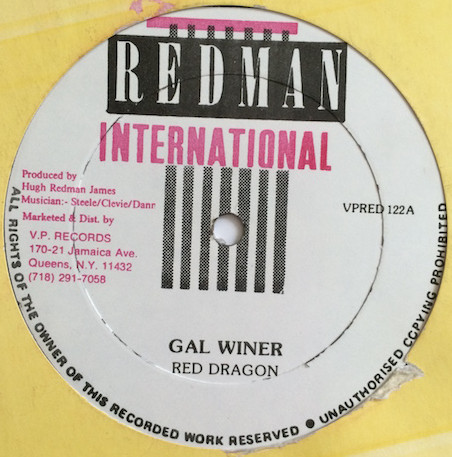 REDMAN
INTERNATIONAL
Produced by
Hugh Redman James
Musician:- Steele/Clevie/Danr
Marketed & Dist. by
V.P. RECORDS
170-21 Jamaica Ave.
Queens, N.Y. 11432
(718) 291-7058
VPRED 122A
GAL WINER
RED DRAGON
ALL RIGHTS OF THE OWNER OF THIS RECORDED WORK RESERVED ● UNAUTHORISED COPYING PROHIBITED